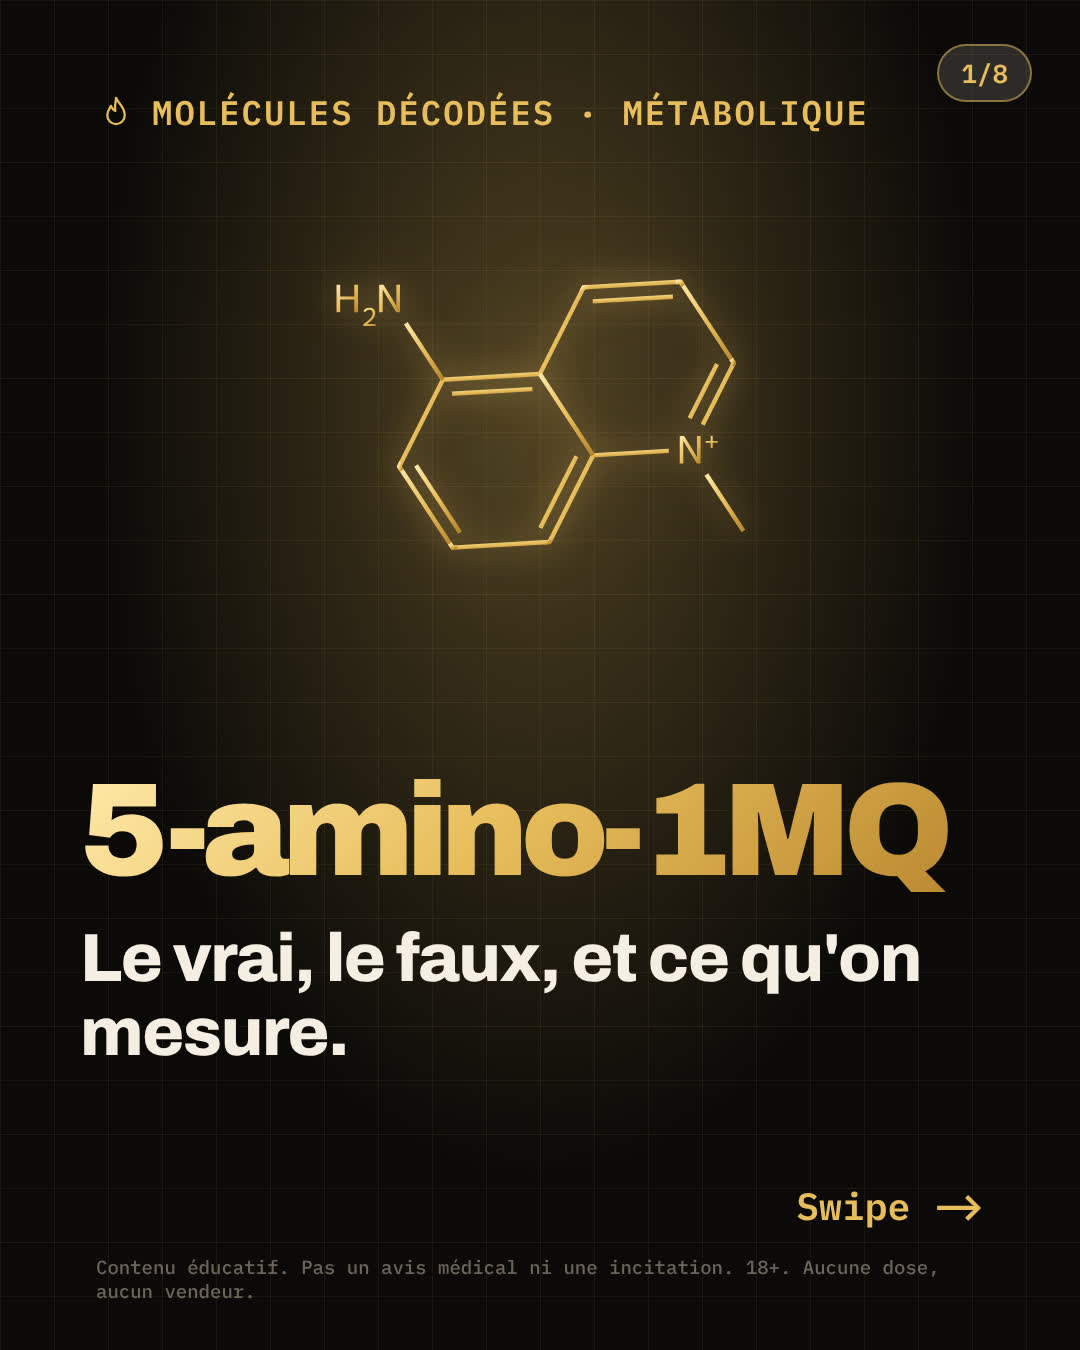 1/8
MOLÉCULES DÉCODÉES · MÉTABOLIQUE
H₂N
N⁺
5-amino-1MQ
Le vrai, le faux, et ce qu'on
mesure.
Swipe →
Contenu éducatif. Pas un avis médical ni une incitation. 18+. Aucune dose,
aucun vendeur.